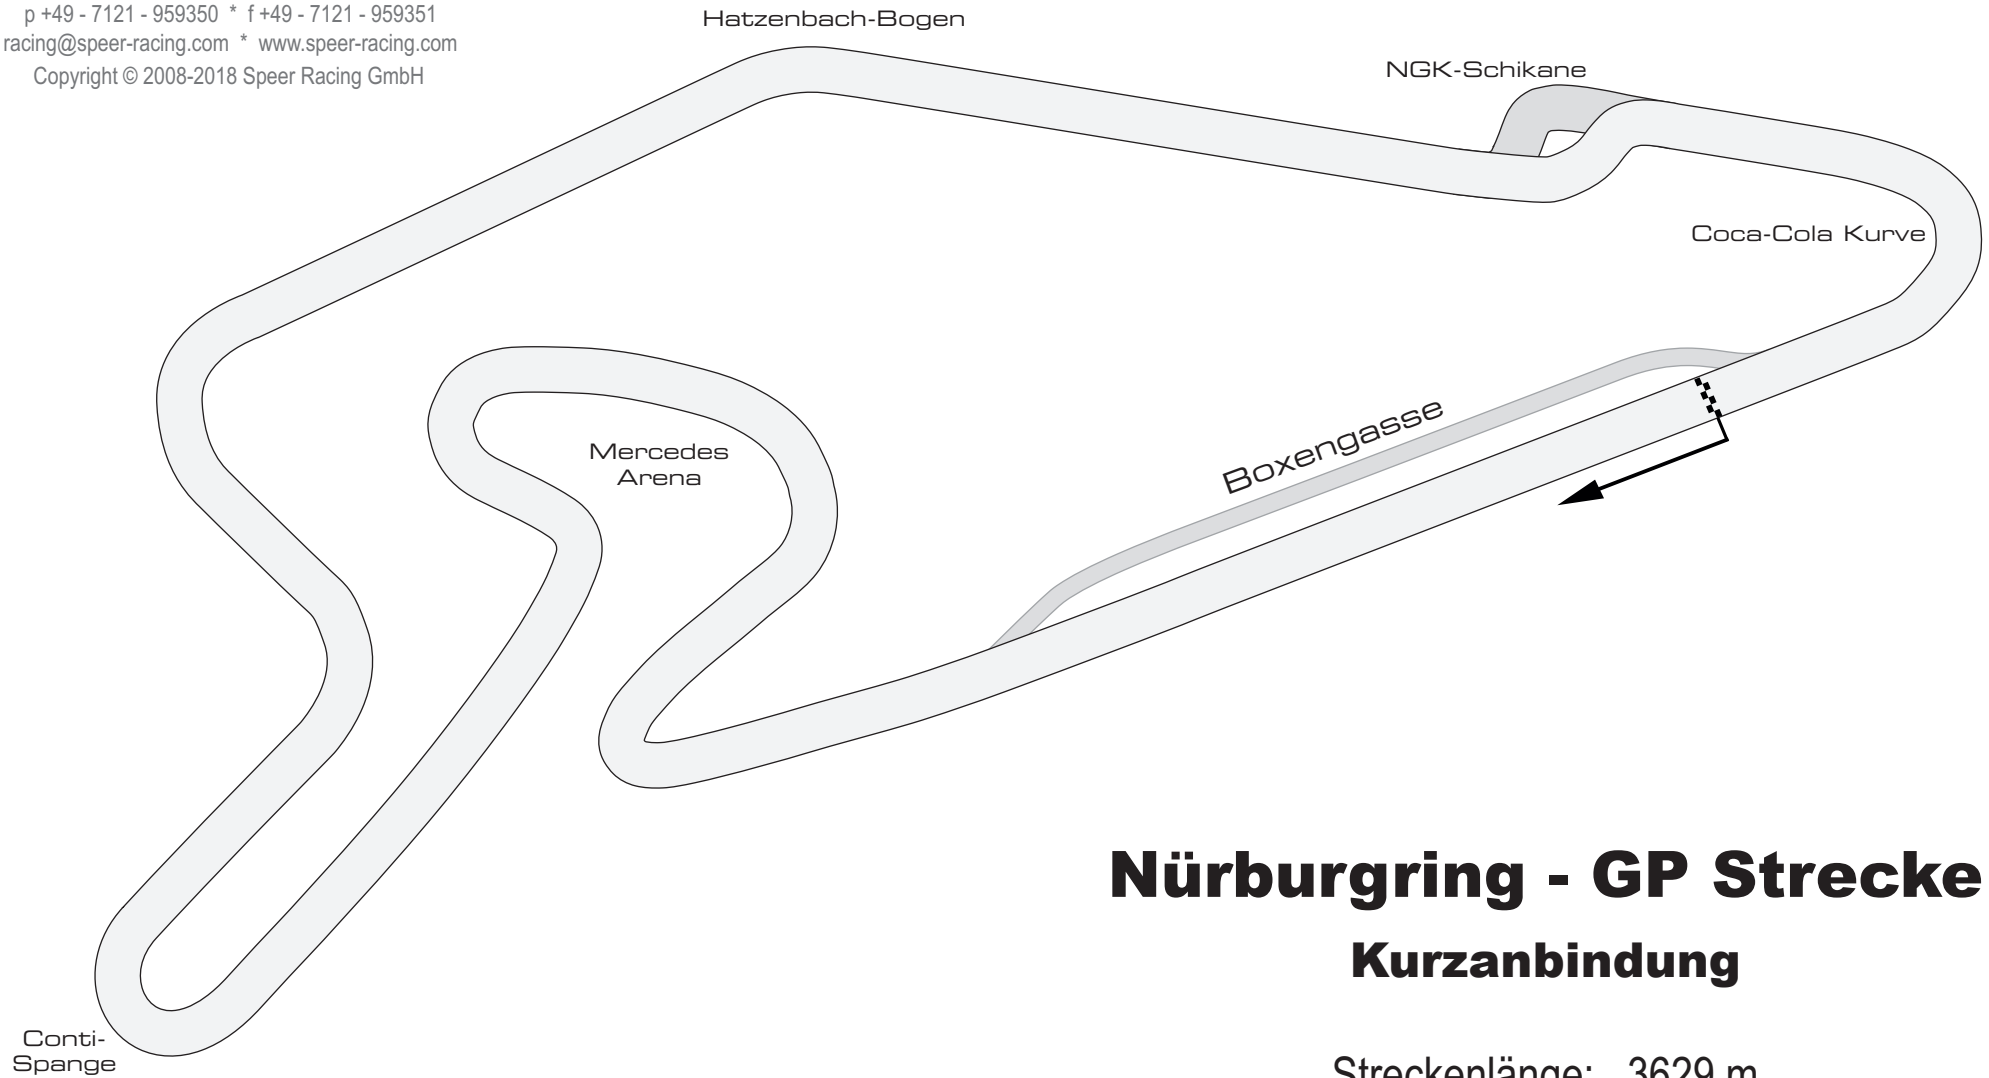 p +49 - 7121 - 959350 * f +49 - 7121 - 959351
racing@speer-racing.com * www.speer-racing.com
Copyright © 2008-2018 Speer Racing GmbH
Hatzenbach-Bogen
NGK-Schikane
Coca-Cola Kurve
Boxengasse
Mercedes
Arena
Nürburgring - GP Strecke
Kurzanbindung
Conti-
Spange
Streckenlänge: 3629 m